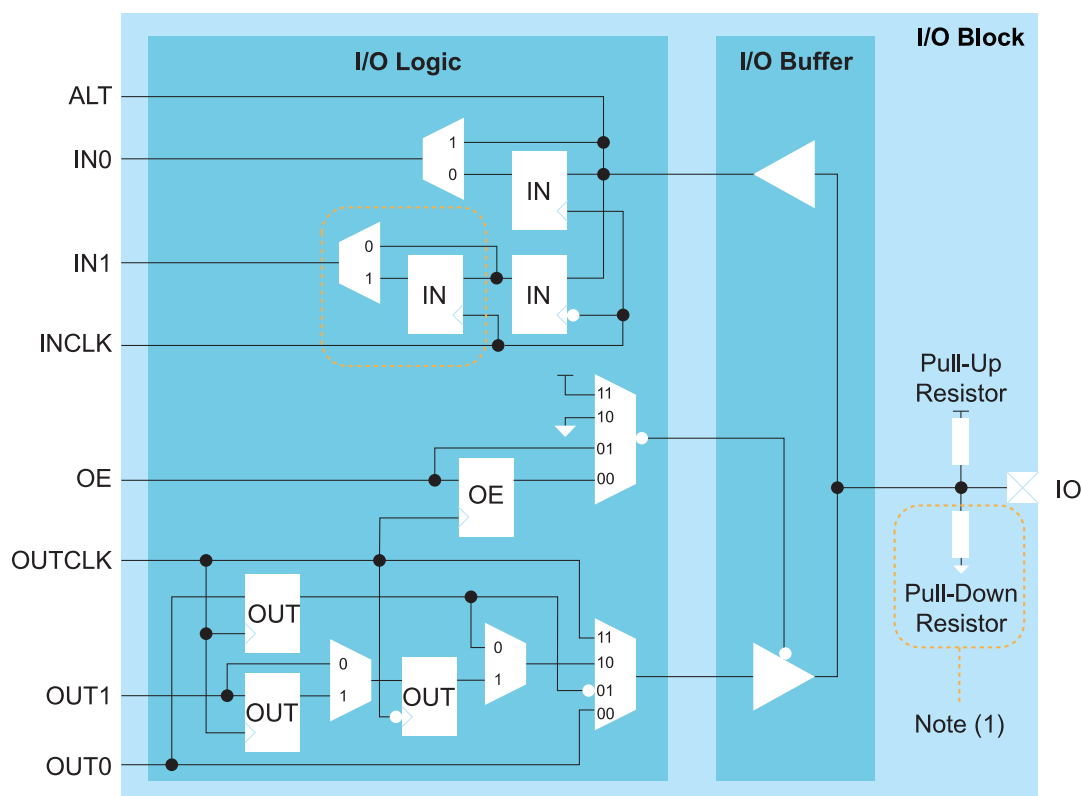 I/O Block
I/O Logic
I/O Buffer
ALT
1
IN0
0
IN
0
IN1
1
IN
IN
INCLK
Pull-Up
Resistor
11
10
01
OE
00
OE
IO
OUTCLK
Pull-Down
Resistor
OUT
11
0
0
10
OUT1
1
1
01
OUT
OUT
00
Note (1)
OUT0